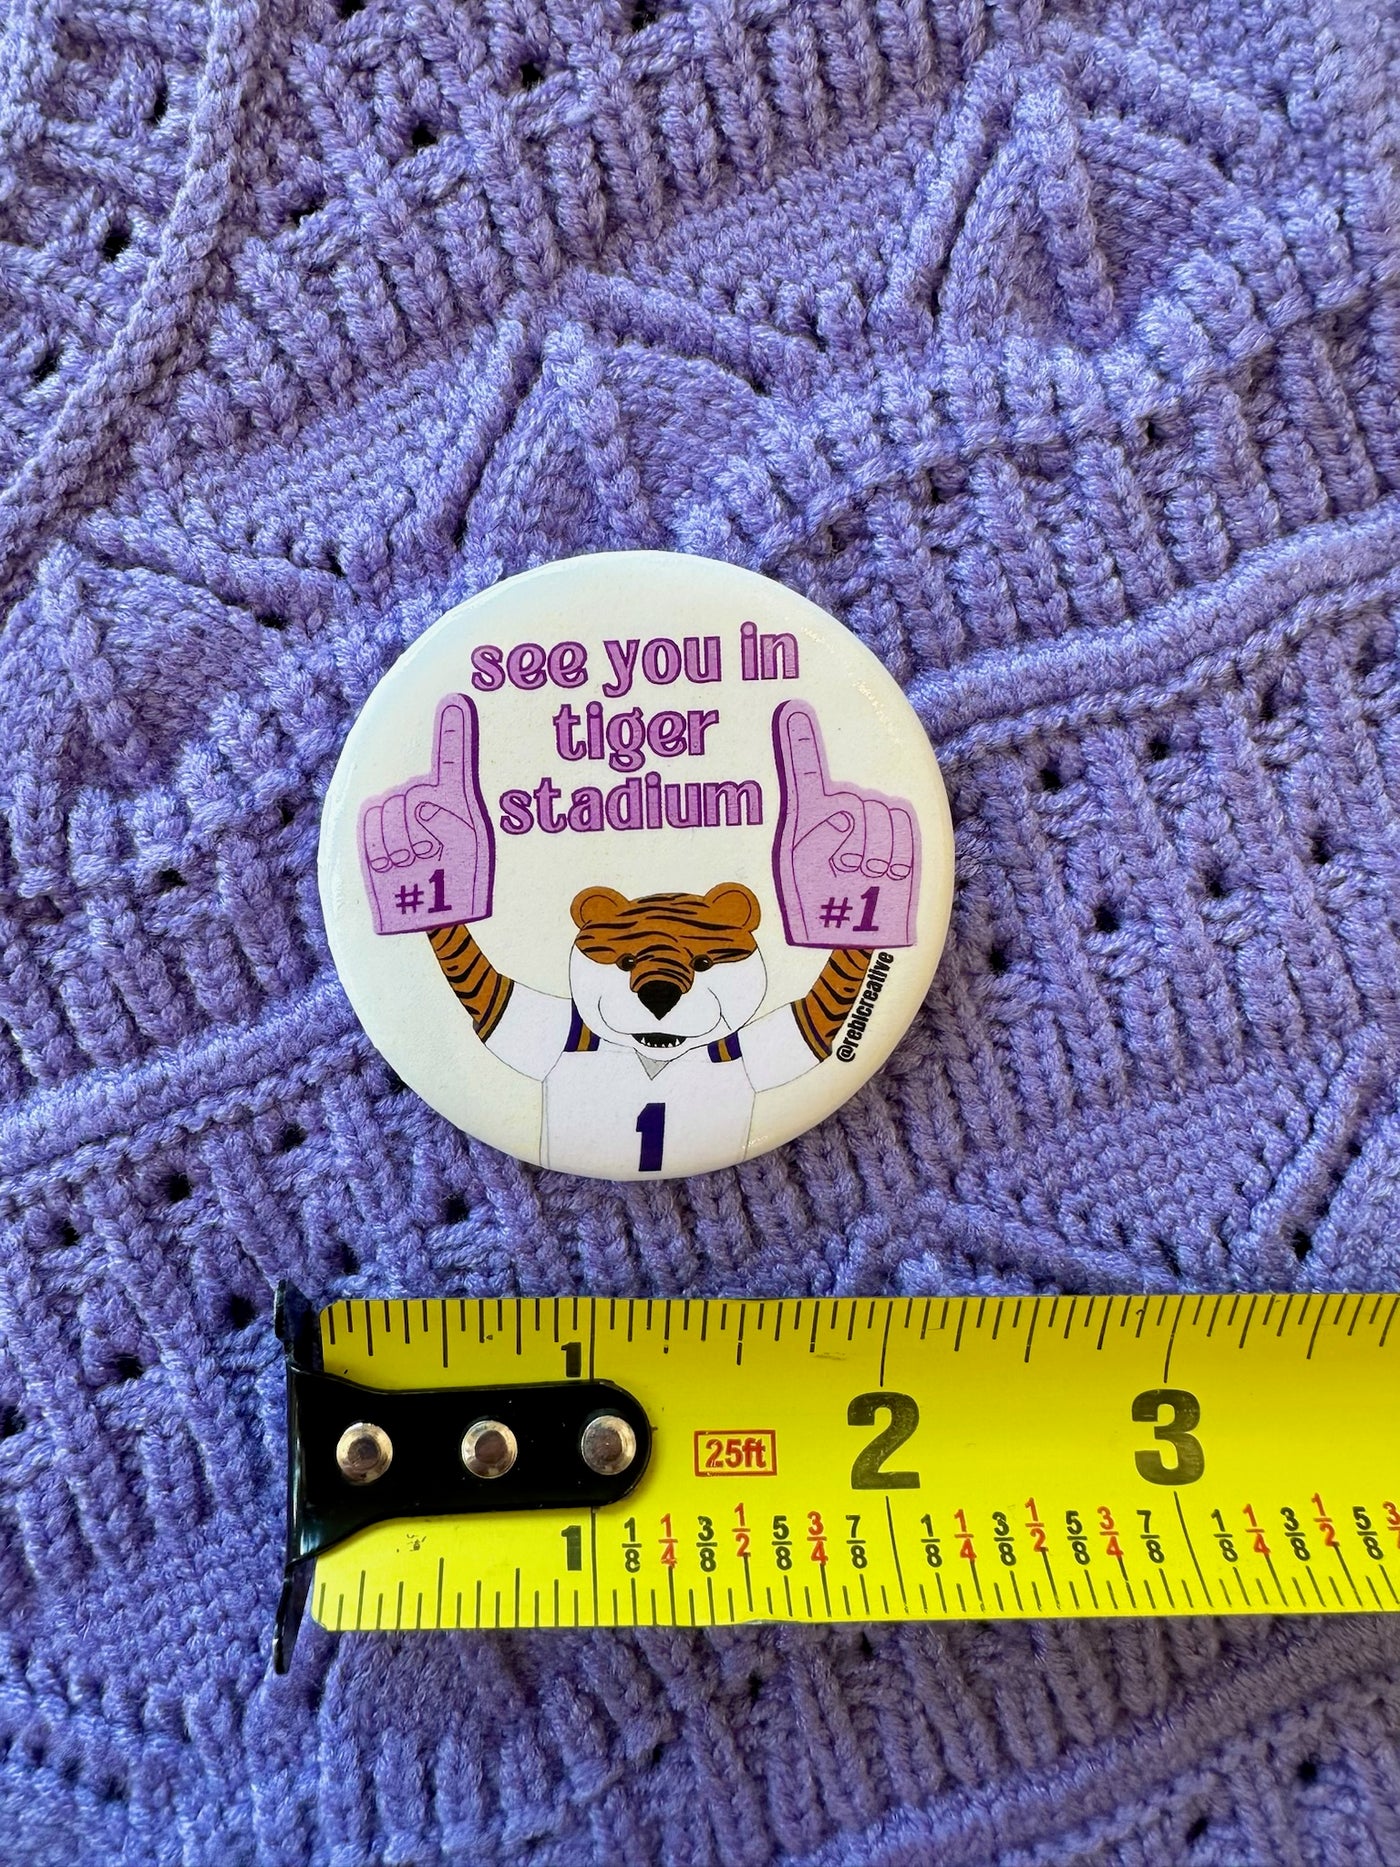 see you in
tiger
stadium
#1
#1
@reblcreative
1
1
2
3
25ft
1
1/8 1/4 3/8 1/2 5/8 3/4 7/8 1/8 1/4 3/8 1/2 5/8 3/4 7/8 1/8 1/4 3/8 1/2 5/8